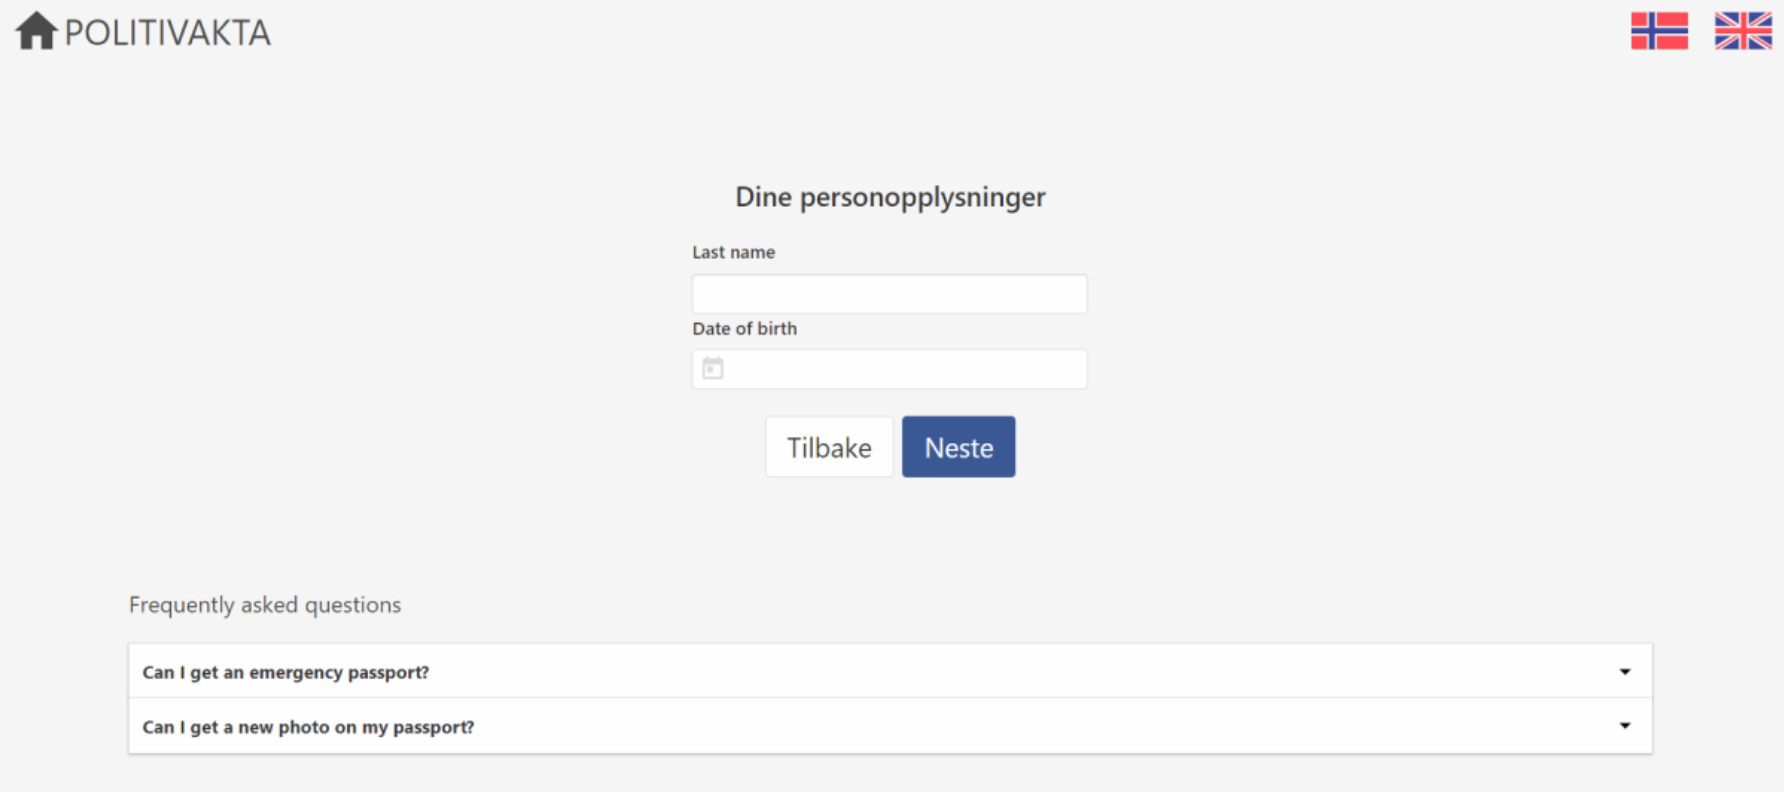 POLITIVAKTA
Dine personopplysninger
Last name
Date of birth
Tilbake Neste
Frequently asked questions
Can I get an emergency passport?
Can I get a new photo on my passport?